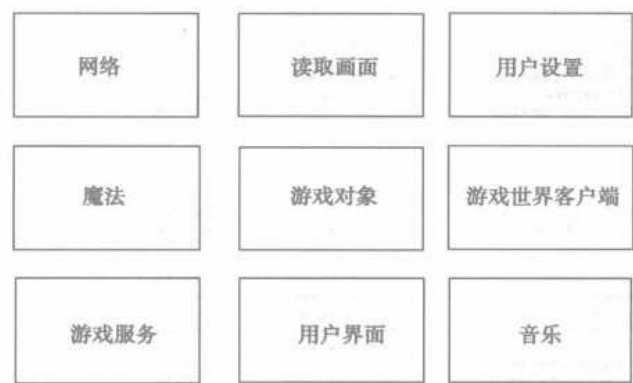 网络
读取画面
用户设置
魔法
游戏对象
游戏世界客户端
游戏服务
用户界面
音乐